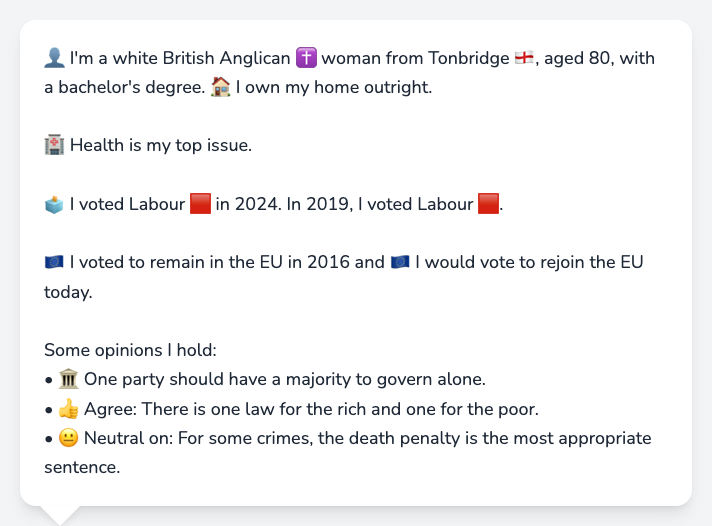 👤 I'm a white British Anglican ✝️ woman from Tonbridge 🏴󠁧󠁢󠁥󠁮󠁧󠁿, aged 80, with
a bachelor's degree. 🏠 I own my home outright.
🏥 Health is my top issue.
🗳️ I voted Labour 🟥 in 2024. In 2019, I voted Labour 🟥.
🇪🇺 I voted to remain in the EU in 2016 and 🇪🇺 I would vote to rejoin the EU
today.
Some opinions I hold:
• 🏛️ One party should have a majority to govern alone.
• 👍 Agree: There is one law for the rich and one for the poor.
• 😐 Neutral on: For some crimes, the death penalty is the most appropriate
sentence.